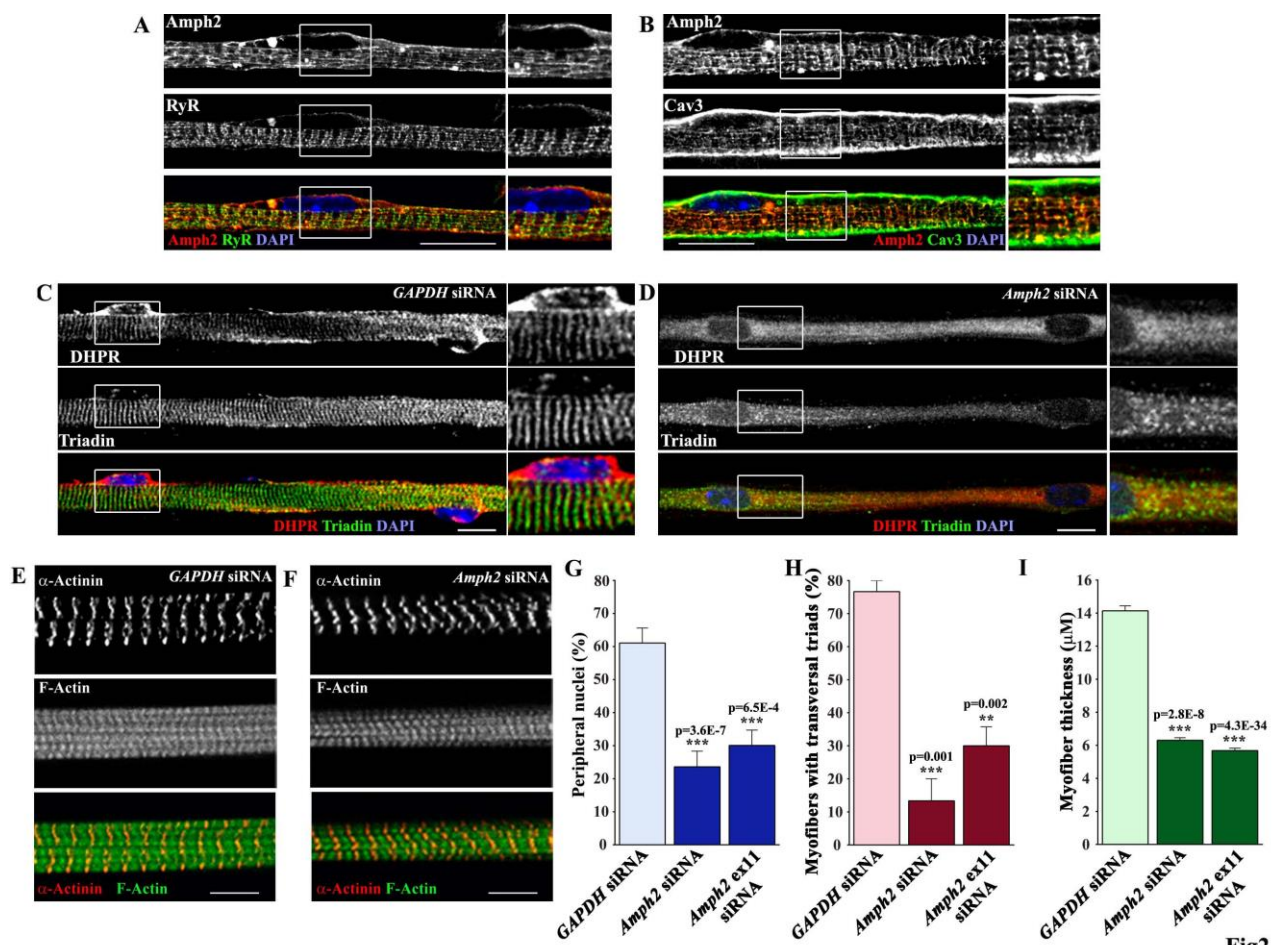 A
Amph2
RyR
Amph2 RyR DAPI
B
Amph2
Cav3
Amph2 Cav3 DAPI
C
GAPDH siRNA
DHPR
Triadin
DHPR Triadin DAPI
D
Amph2 siRNA
DHPR
Triadin
DHPR Triadin DAPI
E
α-Actinin
GAPDH siRNA
F-Actin
α-Actinin F-Actin
F
α-Actinin
Amph2 siRNA
F-Actin
α-Actinin F-Actin
G
Peripheral nuclei (%)
80
70
60
50
40
30
20
10
0
p=3.6E-7
***
p=6.5E-4
***
GAPDH siRNA
Amph2 siRNA
Amph2 ex11
siRNA
H
Myofibers with transversal triads (%)
80
70
60
50
40
30
20
10
0
p=0.001
***
p=0.002
**
GAPDH siRNA
Amph2 siRNA
Amph2 ex11
siRNA
I
Myofiber thickness (µM)
16
14
12
10
8
6
4
2
0
p=2.8E-8
***
p=4.3E-34
***
GAPDH siRNA
Amph2 siRNA
Amph2 ex11
siRNA